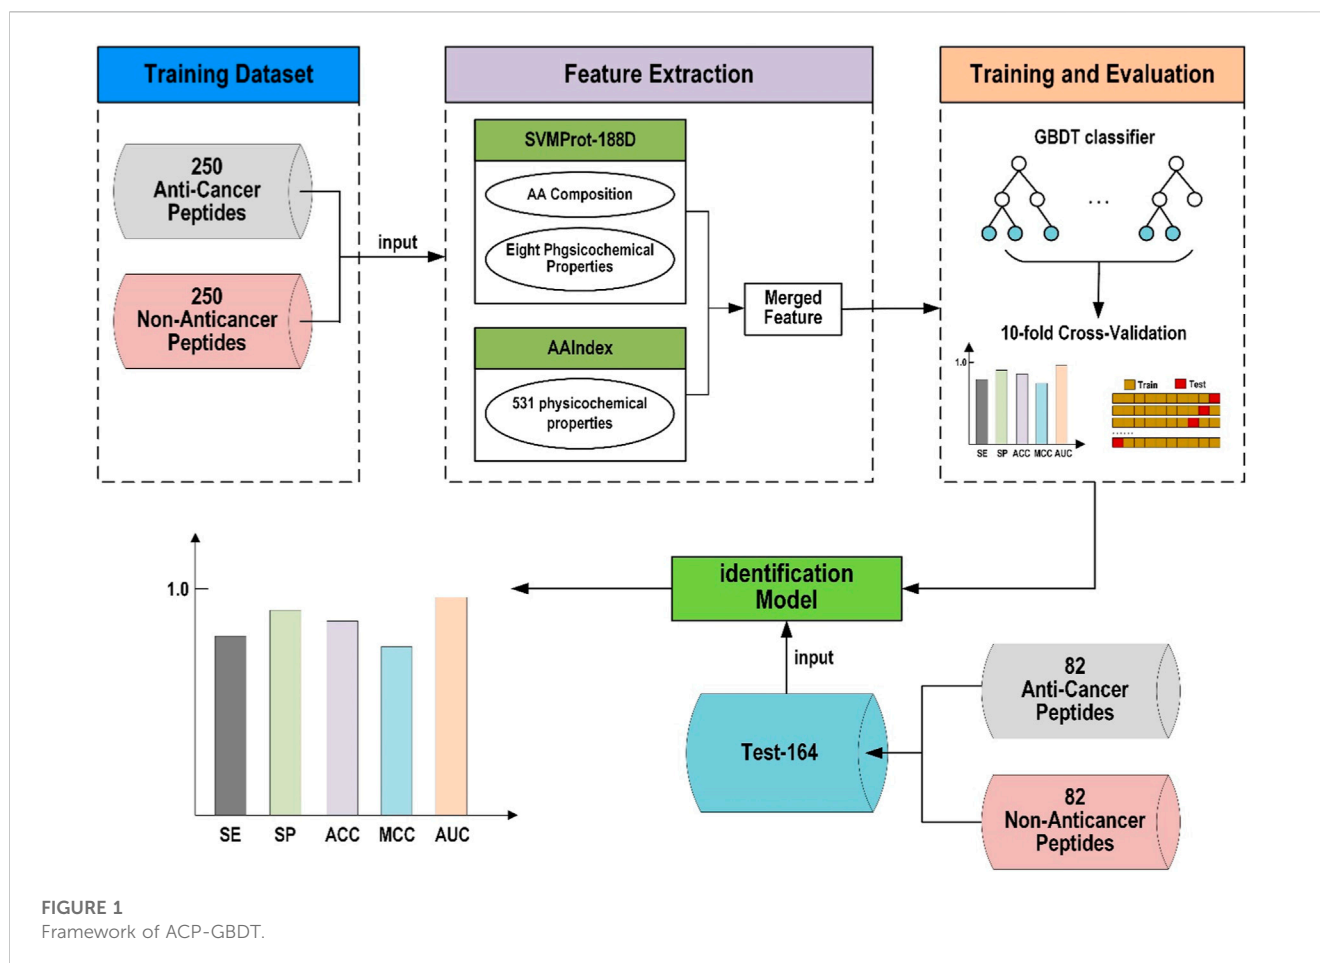 Training Dataset
250
Anti-Cancer
Peptides
250
Non-Anticancer
Peptides
input
Feature Extraction
SVMProt-188D
AA Composition
Eight Phgsicochemical
Properties
AAIndex
531 physicochemical
properties
Merged
Feature
Training and Evaluation
GBDT classifier
...
10-fold Cross-Validation
1.0
SE SP ACC MCC AUC
Train Test
......
identification
Model
input
Test-164
82
Anti-Cancer
Peptides
82
Non-Anticancer
Peptides
1.0
SE SP ACC MCC AUC
FIGURE 1
Framework of ACP-GBDT.